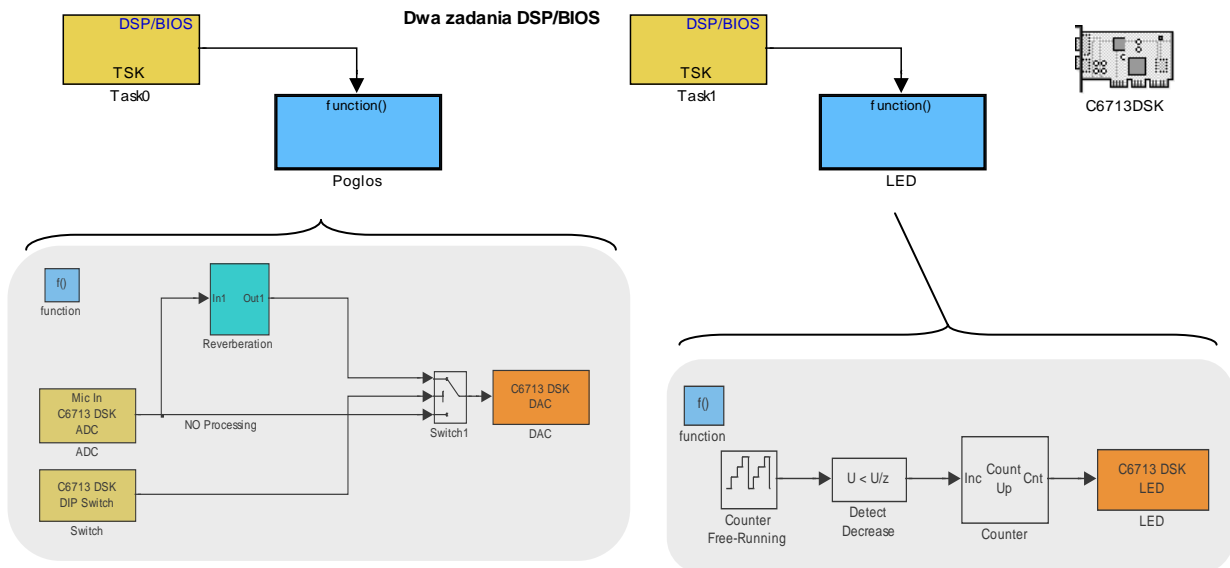 Dwa zadania DSP/BIOS
DSP/BIOS
TSK
Task0
function()
Poglos
DSP/BIOS
TSK
Task1
function()
LED
C6713DSK
f()
function
In1 Out1
Reverberation
Mic In
C6713 DSK
ADC
ADC
NO Processing
C6713 DSK
DIP Switch
Switch
Switch1
C6713 DSK
DAC
DAC
f()
function
Counter
Free-Running
U < U/z
Detect
Decrease
Inc Count Cnt
Up
Counter
C6713 DSK
LED
LED